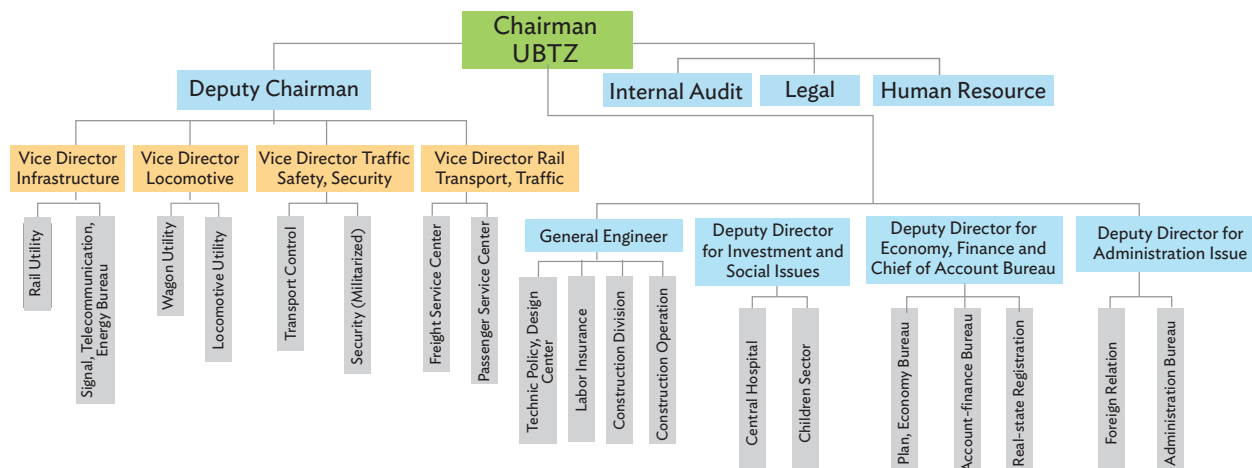 Chairman
UBTZ
Deputy Chairman
Internal Audit
Legal
Human Resource
Vice Director
Infrastructure
Vice Director
Locomotive
Vice Director Traffic
Safety, Security
Vice Director Rail
Transport, Traffic
Rail Utility
Signal, Telecommunication,
Energy Bureau
Wagon Utility
Locomotive Utility
Transport Control
Security (Militarized)
Freight Service Center
Passenger Service Center
General Engineer
Deputy Director
for Investment and
Social Issues
Deputy Director for
Economy, Finance and
Chief of Account Bureau
Deputy Director for
Administration Issue
Technic Policy, Design
Center
Labor Insurance
Construction Division
Construction Operation
Central Hospital
Children Sector
Plan, Economy Bureau
Account-finance Bureau
Real-state Registration
Foreign Relation
Administration Bureau